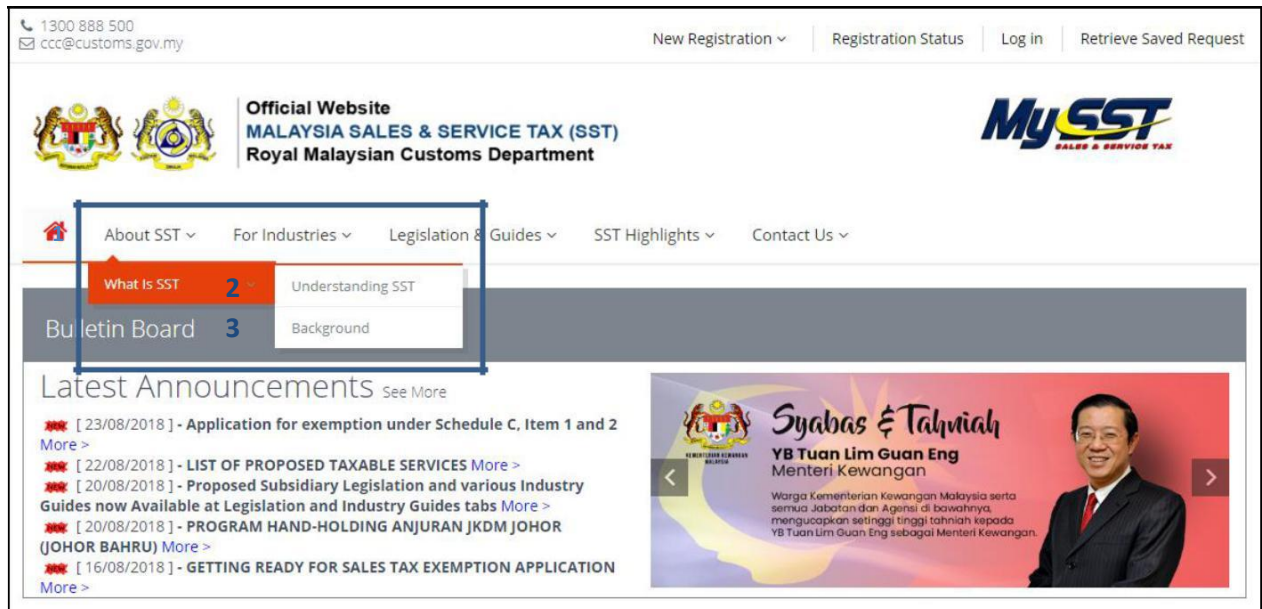 1300 888 500
ccc@customs.gov.my
New Registration Registration Status Log in Retrieve Saved Request
Official Website
MALAYSIA SALES & SERVICE TAX (SST)
Royal Malaysian Customs Department
MySST
SALES & SERVICE TAX
About SST For Industries Legislation & Guides SST Highlights Contact Us
What Is SST 2 Understanding SST
Bulletin Board 3 Background
Latest Announcements See More
[ 23/08/2018 ] - Application for exemption under Schedule C, Item 1 and 2
More >
[ 22/08/2018 ] - LIST OF PROPOSED TAXABLE SERVICES More >
[ 20/08/2018 ] - Proposed Subsidiary Legislation and various Industry
Guides now Available at Legislation and Industry Guides tabs More >
[ 20/08/2018 ] - PROGRAM HAND-HOLDING ANJURAN JKDM JOHOR
(JOHOR BAHRU) More >
[ 16/08/2018 ] - GETTING READY FOR SALES TAX EXEMPTION APPLICATION
More >
Syabas & Tahniah
KEMENTERIAN KEWANGAN
MALAYSIA
YB Tuan Lim Guan Eng
Menteri Kewangan
Warga Kementerian Kewangan Malaysia serta
semua Jabatan dan Agensi di bawahnya,
mengucapkan setinggi tinggi tahniah kepada
YB Tuan Lim Guan Eng sebagai Menteri Kewangan.